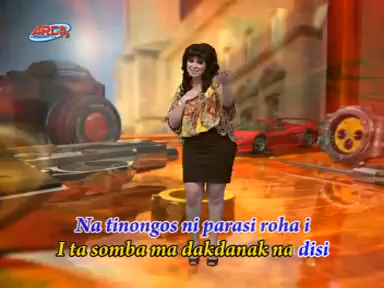 ARCA
Na tinongos ni parasi roha i
I ta somba ma dakdanak na disi